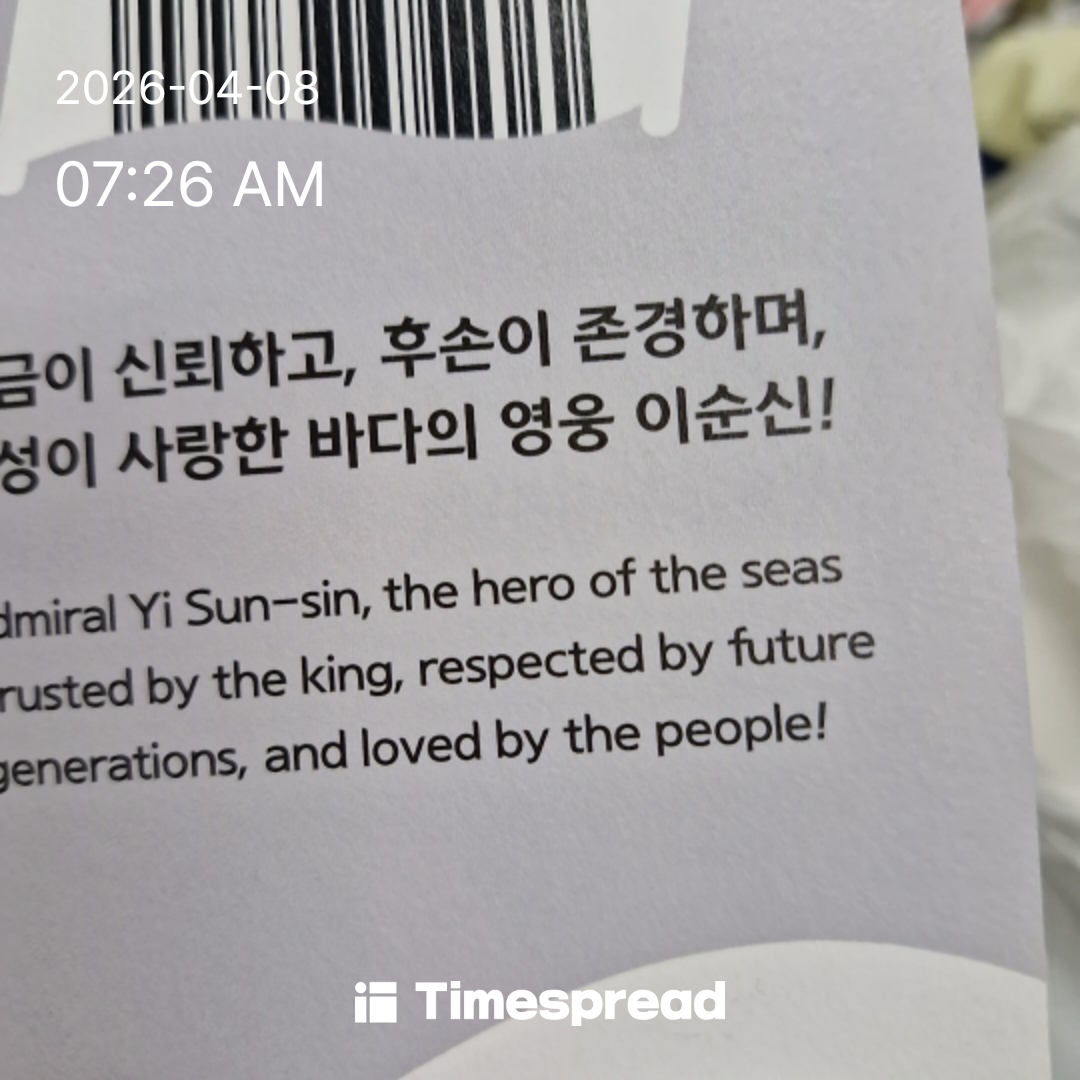 2026-04-08
07:26 AM
금이 신뢰하고, 후손이 존경하며,
성이 사랑한 바다의 영웅 이순신!
dmiral Yi Sun-sin, the hero of the seas
rusted by the king, respected by future
generations, and loved by the people!
Timespread